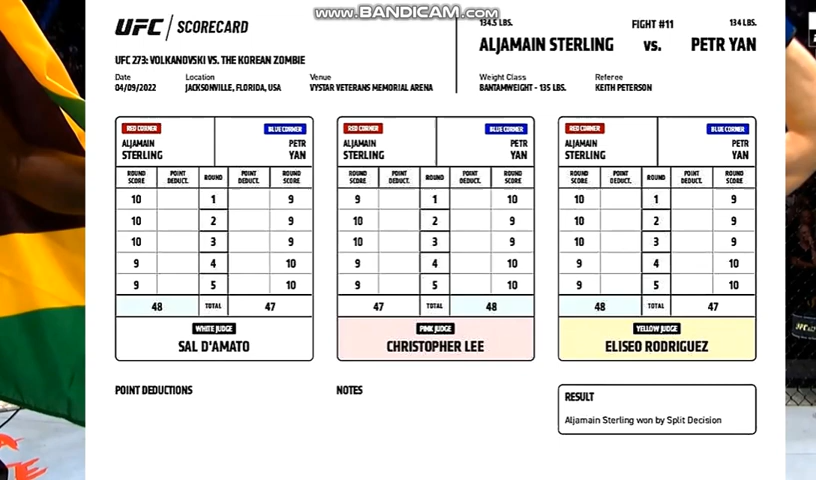 WWW.BANDICAM.COM
UFC SCORECARD
UFC 273: VOLKANOVSKI VS. THE KOREAN ZOMBIE
Date Location Venue
04/09/2022 JACKSONVILLE, FLORIDA, USA VYSTAR VETERANS MEMORIAL ARENA
134.5 LBS. FIGHT #11 134 LBS.
ALJAMAIN STERLING vs. PETR YAN
Weight Class Referee
BANTAMWEIGHT - 135 LBS. KEITH PETERSON
RED CORNER BLUE CORNER
ALJAMAIN PETR
STERLING YAN
ROUND SCORE POINT DEDUCT. ROUND POINT DEDUCT. ROUND SCORE
10 1 9
10 2 9
10 3 9
9 4 10
9 5 10
48 TOTAL 47
WHITE JUDGE
SAL D'AMATO
RED CORNER BLUE CORNER
ALJAMAIN PETR
STERLING YAN
ROUND SCORE POINT DEDUCT. ROUND POINT DEDUCT. ROUND SCORE
9 1 10
10 2 9
10 3 9
9 4 10
9 5 10
47 TOTAL 48
PINK JUDGE
CHRISTOPHER LEE
RED CORNER BLUE CORNER
ALJAMAIN PETR
STERLING YAN
ROUND SCORE POINT DEDUCT. ROUND POINT DEDUCT. ROUND SCORE
10 1 9
10 2 9
10 3 9
9 4 10
9 5 10
48 TOTAL 47
YELLOW JUDGE
ELISEO RODRIGUEZ
POINT DEDUCTIONS
NOTES
RESULT
Aljamain Sterling won by Split Decision